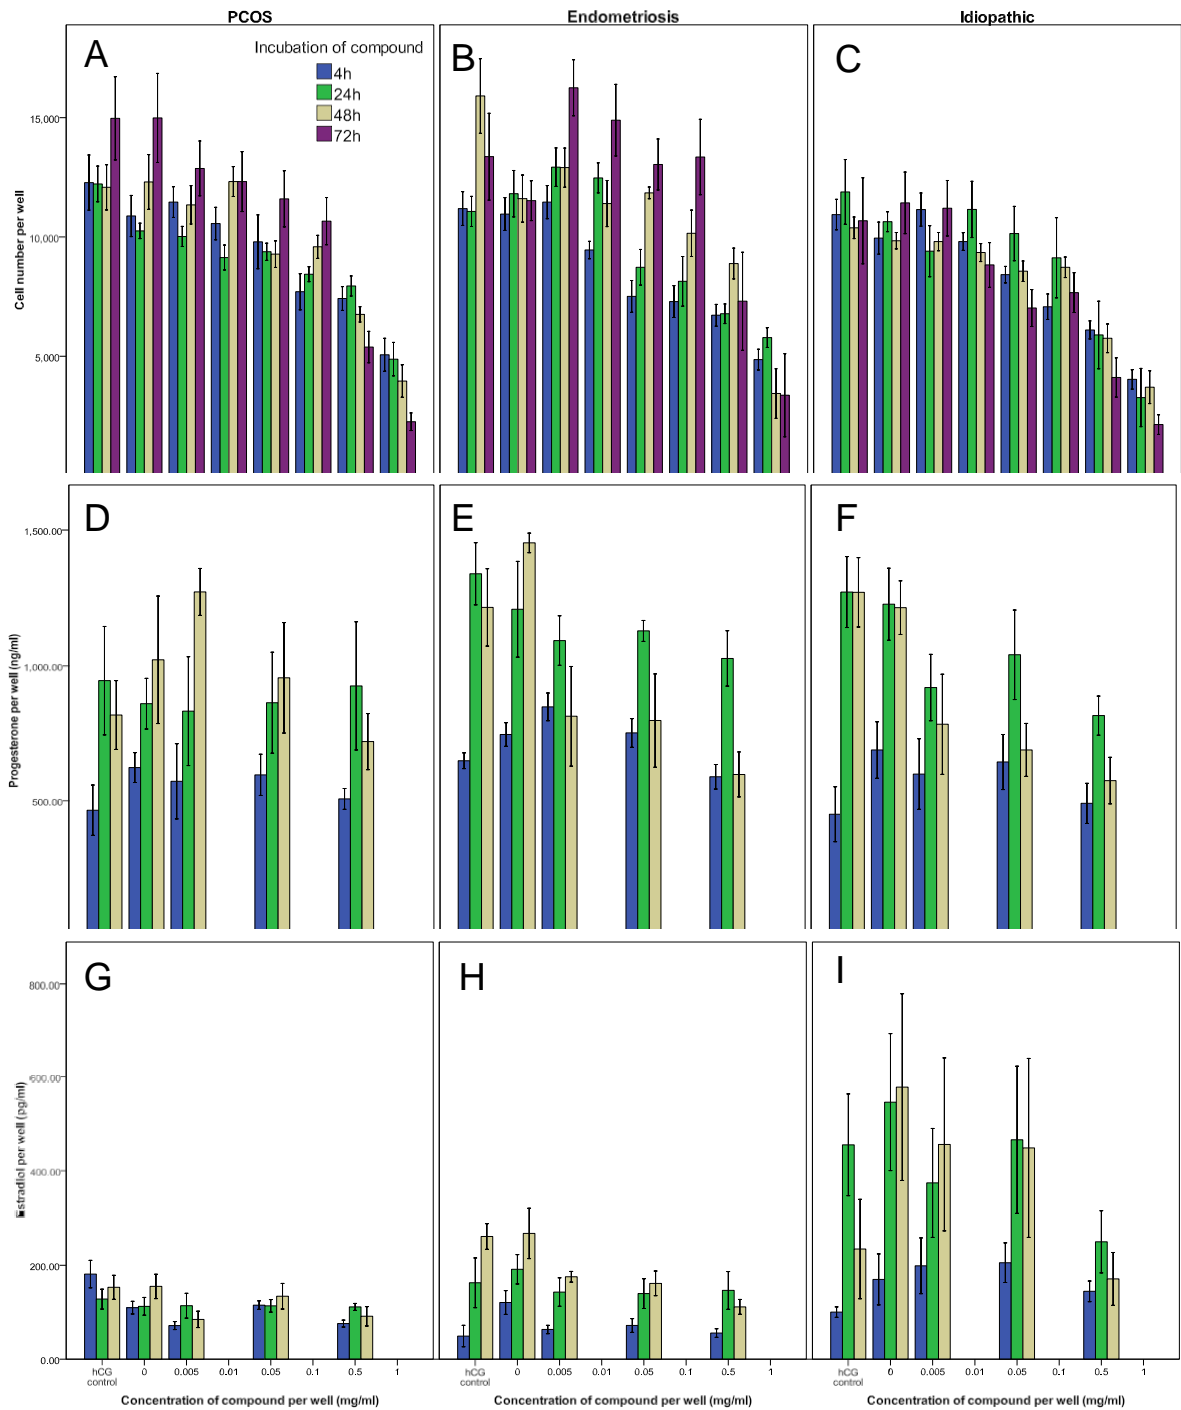 PCOS Endometriosis Idiopathic
A B C
Incubation of compound
4h
24h
48h
72h
15,000
10,000
5,000
Cell number per well
D E F
1,500.00
1,000.00
500.00
Progesterone per well (ng/ml)
G H I
800.00
600.00
400.00
200.00
0.00
Estradiol per well (pg/ml)
hCG control 0 0.005 0.01 0.05 0.1 0.5 1
hCG control 0 0.005 0.01 0.05 0.1 0.5 1
hCG control 0 0.005 0.01 0.05 0.1 0.5 1
Concentration of compound per well (mg/ml) Concentration of compound per well (mg/ml) Concentration of compound per well (mg/ml)